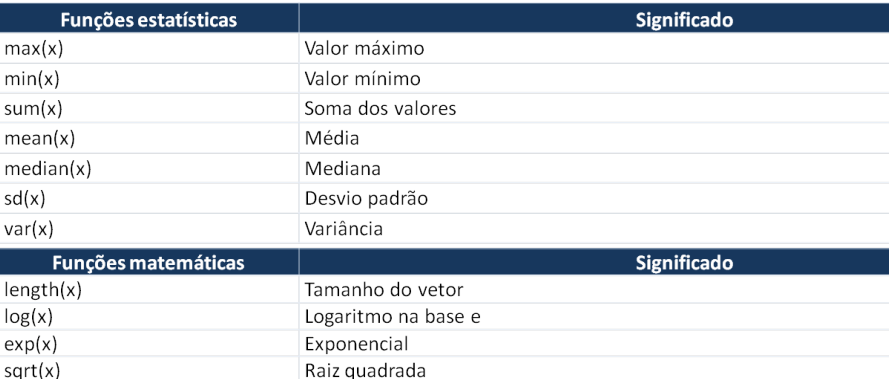 Funções estatísticas Significado
max(x) Valor máximo
min(x) Valor mínimo
sum(x) Soma dos valores
mean(x) Média
median(x) Mediana
sd(x) Desvio padrão
var(x) Variância
Funções matemáticas Significado
length(x) Tamanho do vetor
log(x) Logaritmo na base e
exp(x) Exponencial
sqrt(x) Raiz quadrada